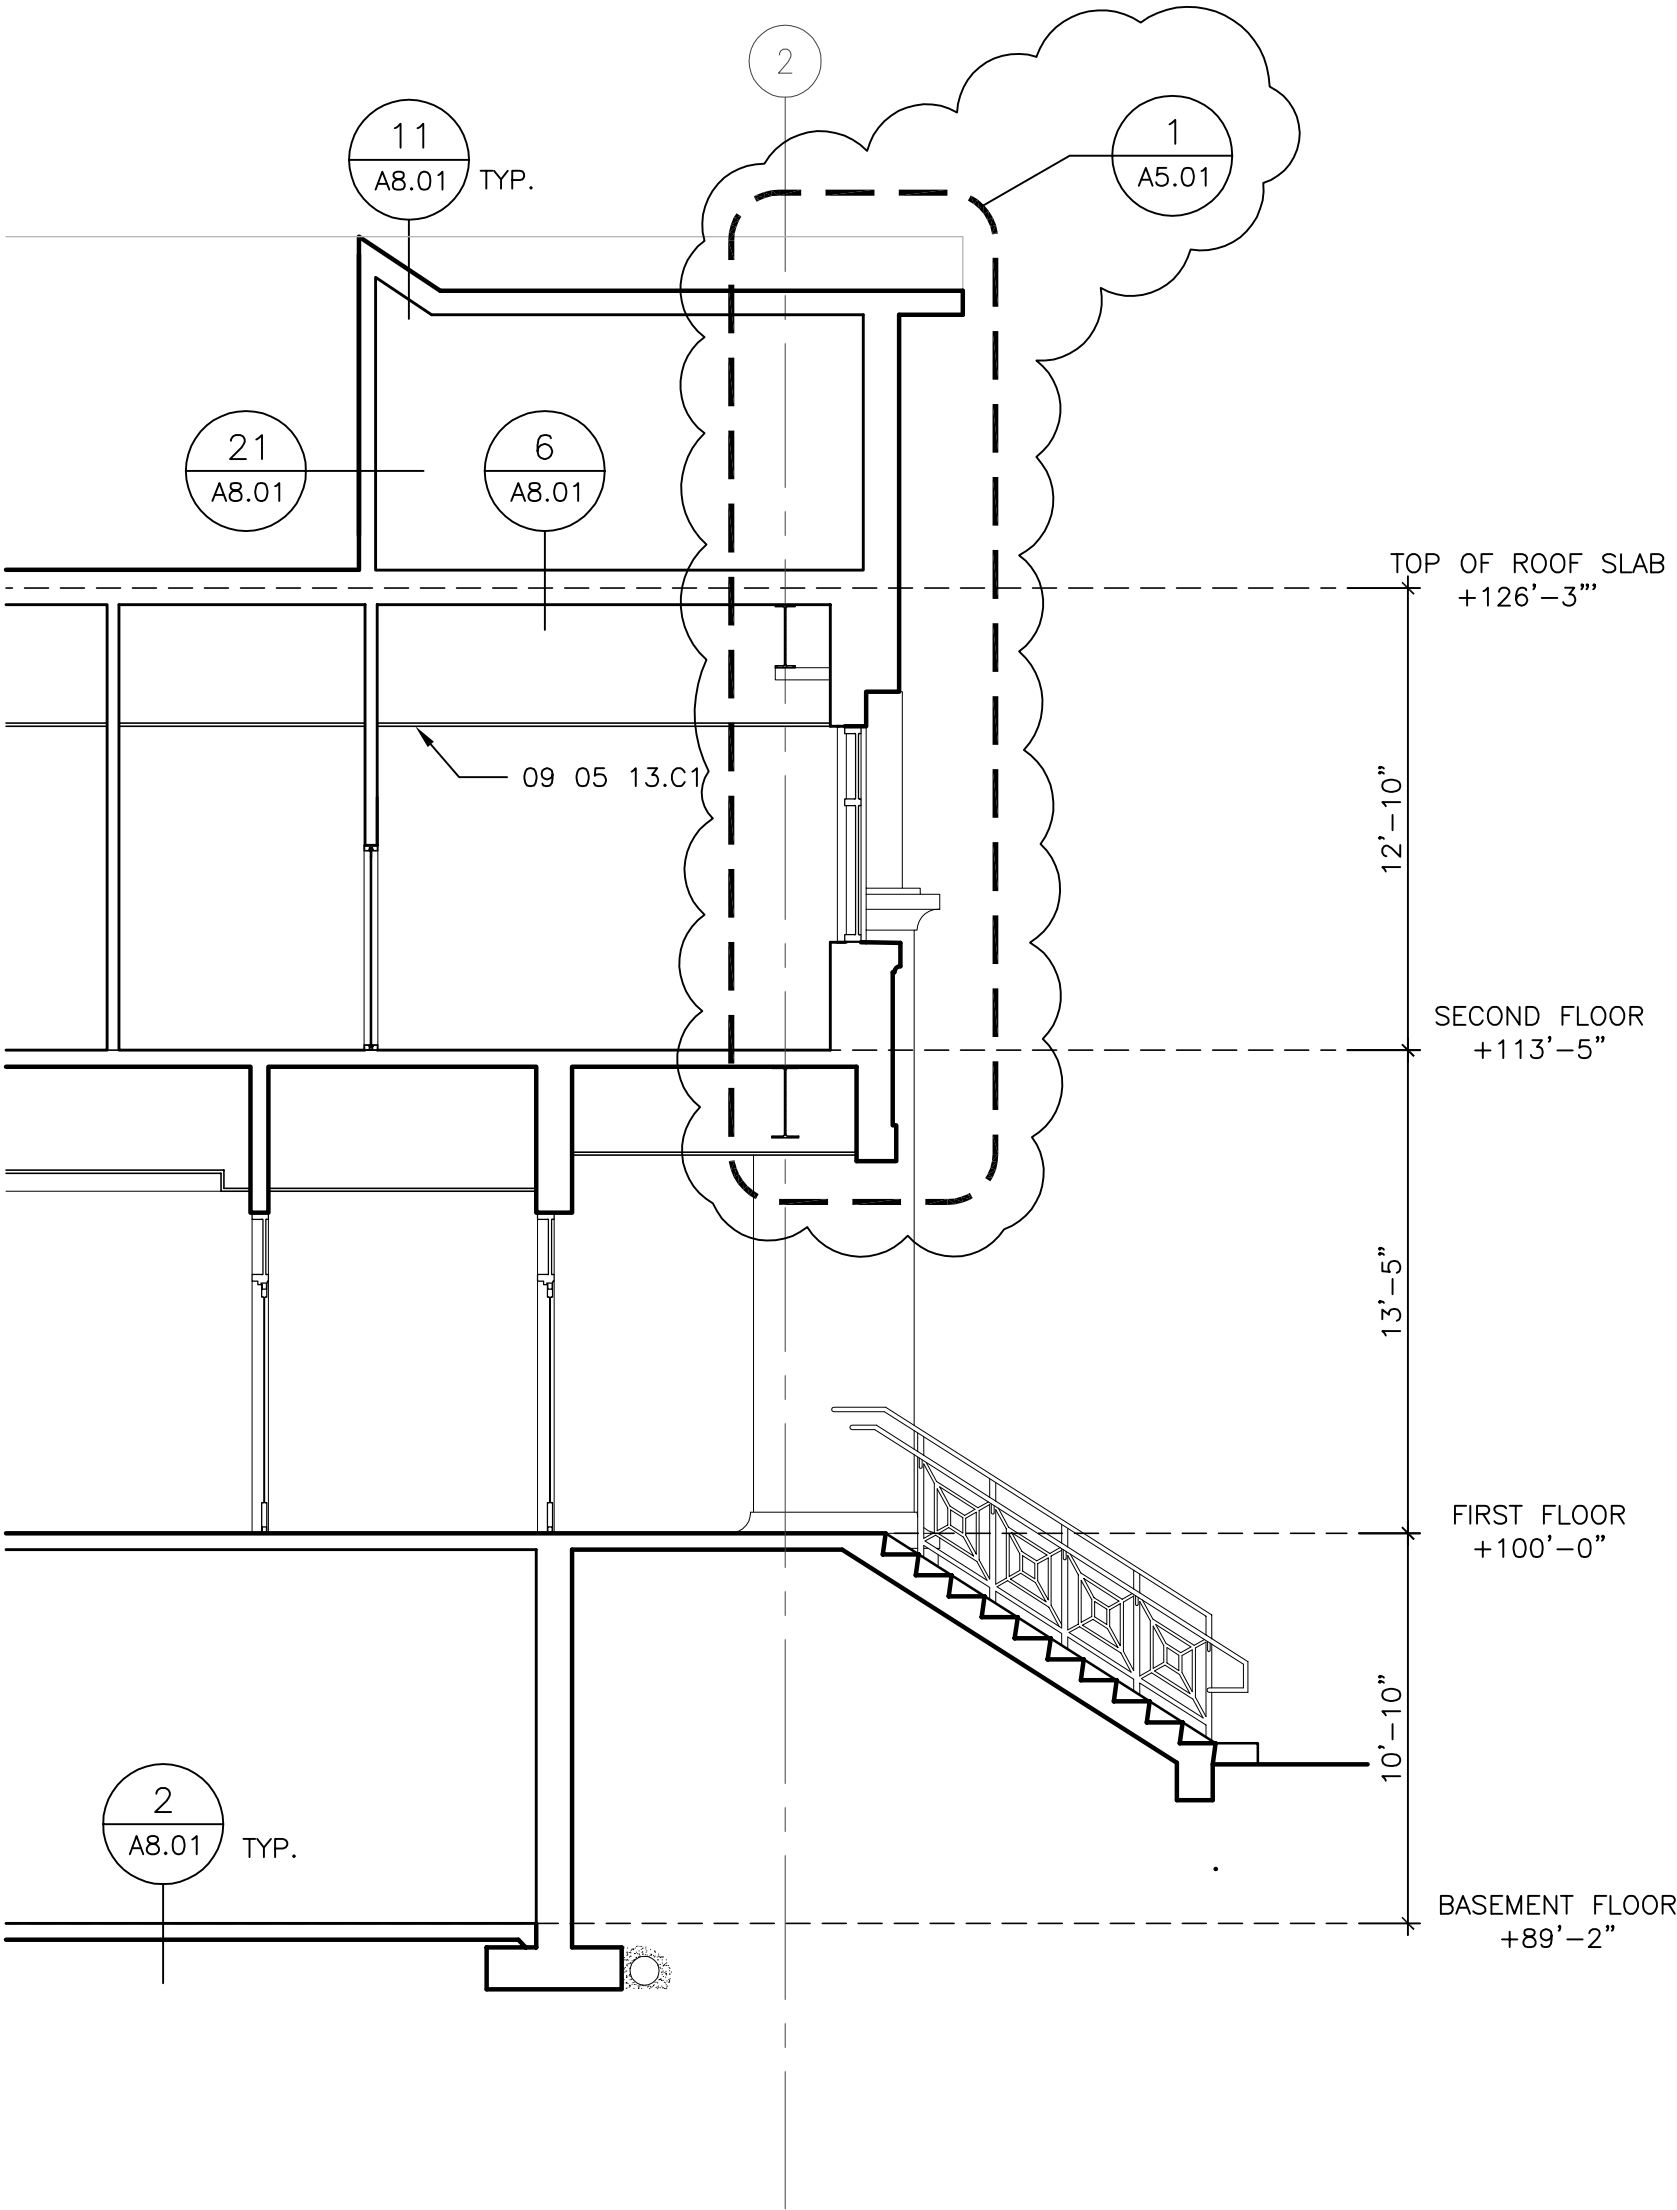 2
11
A8.01 TYP.
1
A5.01
21
A8.01
6
A8.01
TOP OF ROOF SLAB
+126'-3"'
09 05 13.C1
12'-10"
SECOND FLOOR
+113'-5"
13'-5"
FIRST FLOOR
+100'-0"
10'-10"
2
A8.01 TYP.
BASEMENT FLOOR
+89'-2"